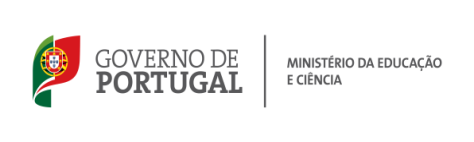 GOVERNO DE
PORTUGAL
MINISTÉRIO DA EDUCAÇÃO
E CIÊNCIA